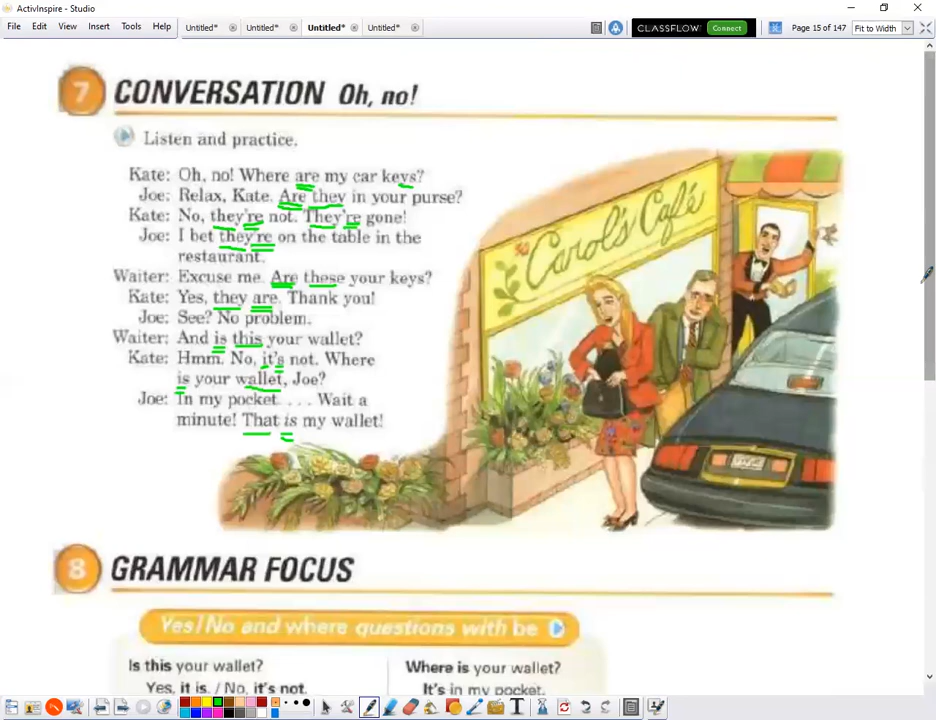 ActivInspire - Studio
File Edit View Insert Tools Help Untitled* Untitled* Untitled* Untitled* CLASSFLOW Connect Page 15 of 147 Fit to Width
7 CONVERSATION Oh, no!
Listen and practice.
Kate: Oh, no! Where are my car keys?
Joe: Relax, Kate. Are they in your purse?
Kate: No, they're not. They're gone!
Joe: I bet they're on the table in the
restaurant.
Waiter: Excuse me. Are these your keys?
Kate: Yes, they are. Thank you!
Joe: See? No problem.
Waiter: And is this your wallet?
Kate: Hmm. No, it's not. Where
is your wallet, Joe?
Joe: In my pocket. . . . Wait a
minute! That is my wallet!
Carol's Café
8 GRAMMAR FOCUS
Yes/No and where questions with be
Is this your wallet? Where is your wallet?
Yes, it is. / No, it's not. It's in my pocket.